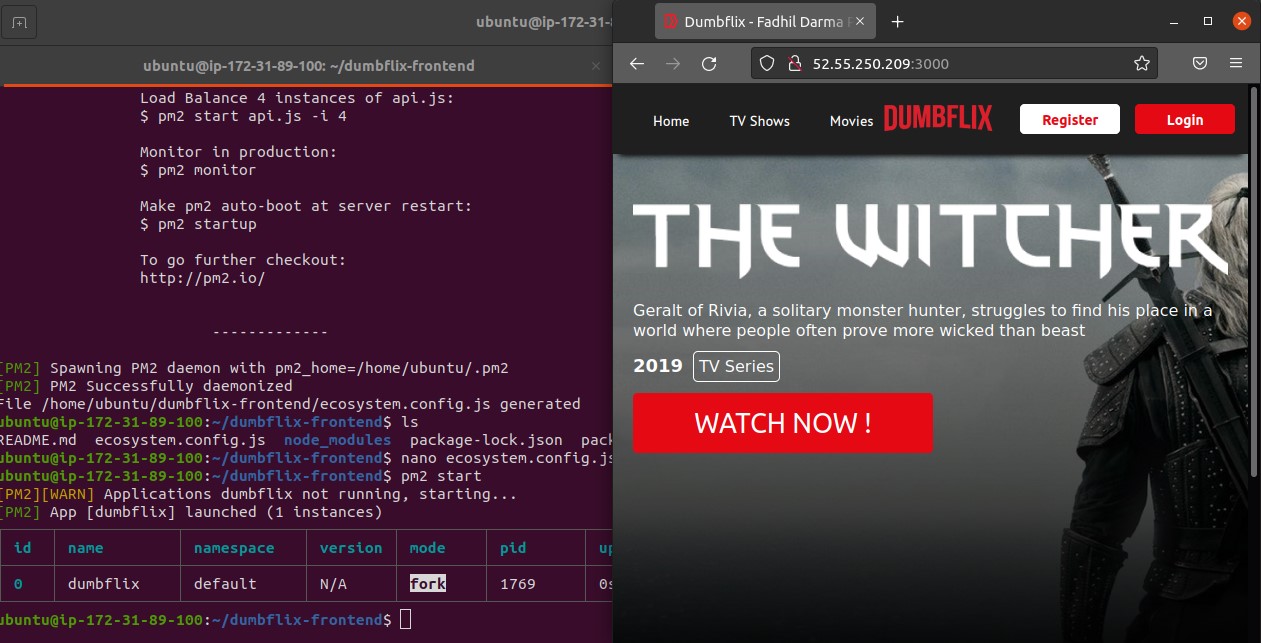 ubuntu@ip-172-31-8
ubuntu@ip-172-31-89-100: ~/dumbflix-frontend
Load Balance 4 instances of api.js:
$ pm2 start api.js -i 4
Monitor in production:
$ pm2 monitor
Make pm2 auto-boot at server restart:
$ pm2 startup
To go further checkout:
http://pm2.io/
-------------
[PM2] Spawning PM2 daemon with pm2_home=/home/ubuntu/.pm2
[PM2] PM2 Successfully daemonized
File /home/ubuntu/dumbflix-frontend/ecosystem.config.js generated
ubuntu@ip-172-31-89-100:~/dumbflix-frontend$ ls
README.md ecosystem.config.js node_modules package-lock.json pack
ubuntu@ip-172-31-89-100:~/dumbflix-frontend$ nano ecosystem.config.js
ubuntu@ip-172-31-89-100:~/dumbflix-frontend$ pm2 start
[PM2][WARN] Applications dumbflix not running, starting...
[PM2] App [dumbflix] launched (1 instances)
id name namespace version mode pid up
0 dumbflix default N/A fork 1769 0s
ubuntu@ip-172-31-89-100:~/dumbflix-frontend$
Dumbflix - Fadhil Darma
52.55.250.209:3000
Home TV Shows Movies DUMBFLIX Register Login
THE WITCHER
Geralt of Rivia, a solitary monster hunter, struggles to find his place in a
world where people often prove more wicked than beast
2019 TV Series
WATCH NOW !